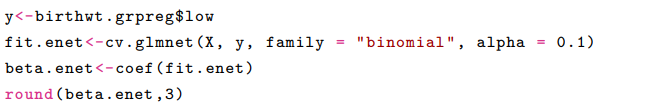 y<-birthwt.grpreg$low
fit.enet<-cv.glmnet(X, y, family = "binomial", alpha = 0.1)
beta.enet<-coef(fit.enet)
round(beta.enet,3)